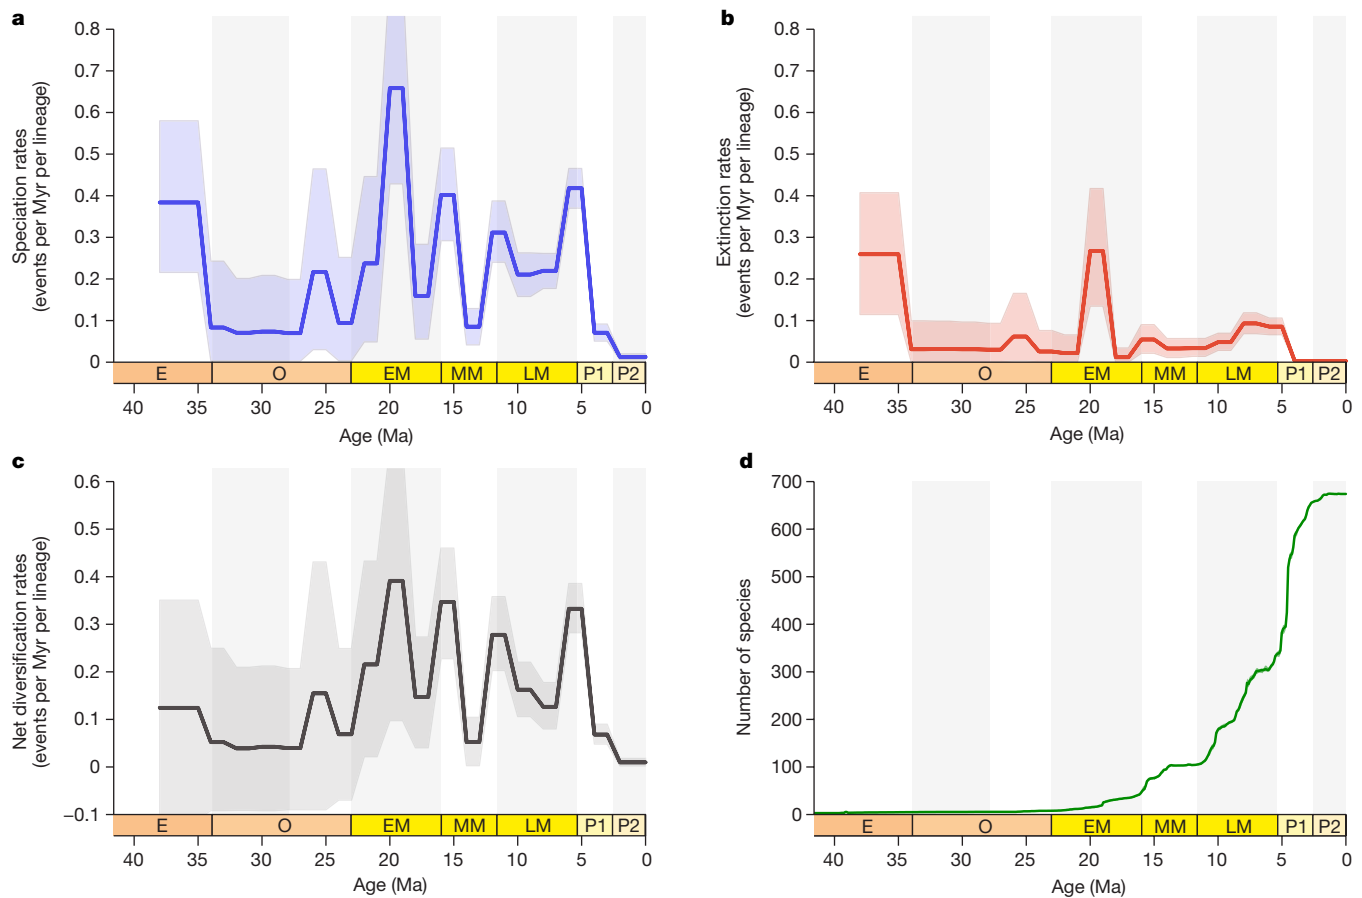 a
Speciation rates
(events per Myr per lineage)
0.8
0.7
0.6
0.5
0.4
0.3
0.2
0.1
0
E O EM MM LM P1 P2
40 35 30 25 20 15 10 5 0
Age (Ma)
b
Extinction rates
(events per Myr per lineage)
0.8
0.7
0.6
0.5
0.4
0.3
0.2
0.1
0
E O EM MM LM P1 P2
40 35 30 25 20 15 10 5 0
Age (Ma)
c
Net diversification rates
(events per Myr per lineage)
0.6
0.5
0.4
0.3
0.2
0.1
0
−0.1
E O EM MM LM P1 P2
40 35 30 25 20 15 10 5 0
Age (Ma)
d
Number of species
700
600
500
400
300
200
100
0
E O EM MM LM P1 P2
40 35 30 25 20 15 10 5 0
Age (Ma)